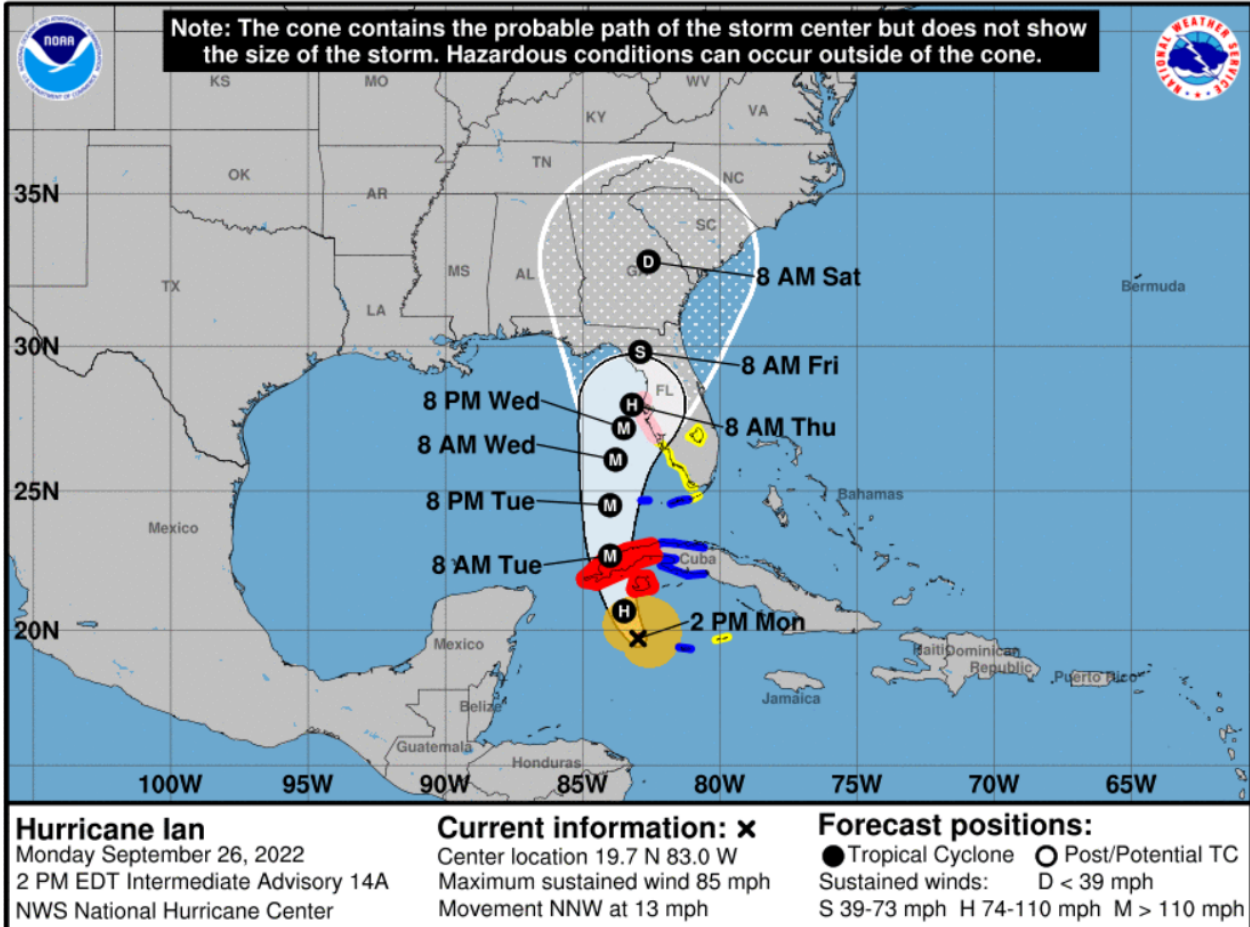 Note: The cone contains the probable path of the storm center but does not show
the size of the storm. Hazardous conditions can occur outside of the cone.
NOAA
NATIONAL WEATHER SERVICE
KS
MO
WV
KY
VA
TN
NC
35N
OK
AR
SC
MS
AL
GA
D
8 AM Sat
TX
LA
Bermuda
30N
S
8 AM Fri
FL
8 PM Wed
H
M
8 AM Thu
8 AM Wed
M
25N
8 PM Tue
M
Bahamas
Mexico
8 AM Tue
M
Cuba
H
2 PM Mon
20N
Mexico
Haiti
Dominican
Republic
Puerto Rico
Jamaica
Belize
Guatemala
Honduras
100W 95W 90W 85W 80W 75W 70W 65W
Hurricane Ian
Monday September 26, 2022
2 PM EDT Intermediate Advisory 14A
NWS National Hurricane Center
Current information: ×
Center location 19.7 N 83.0 W
Maximum sustained wind 85 mph
Movement NNW at 13 mph
Forecast positions:
Tropical Cyclone Post/Potential TC
Sustained winds: D < 39 mph
S 39-73 mph H 74-110 mph M > 110 mph